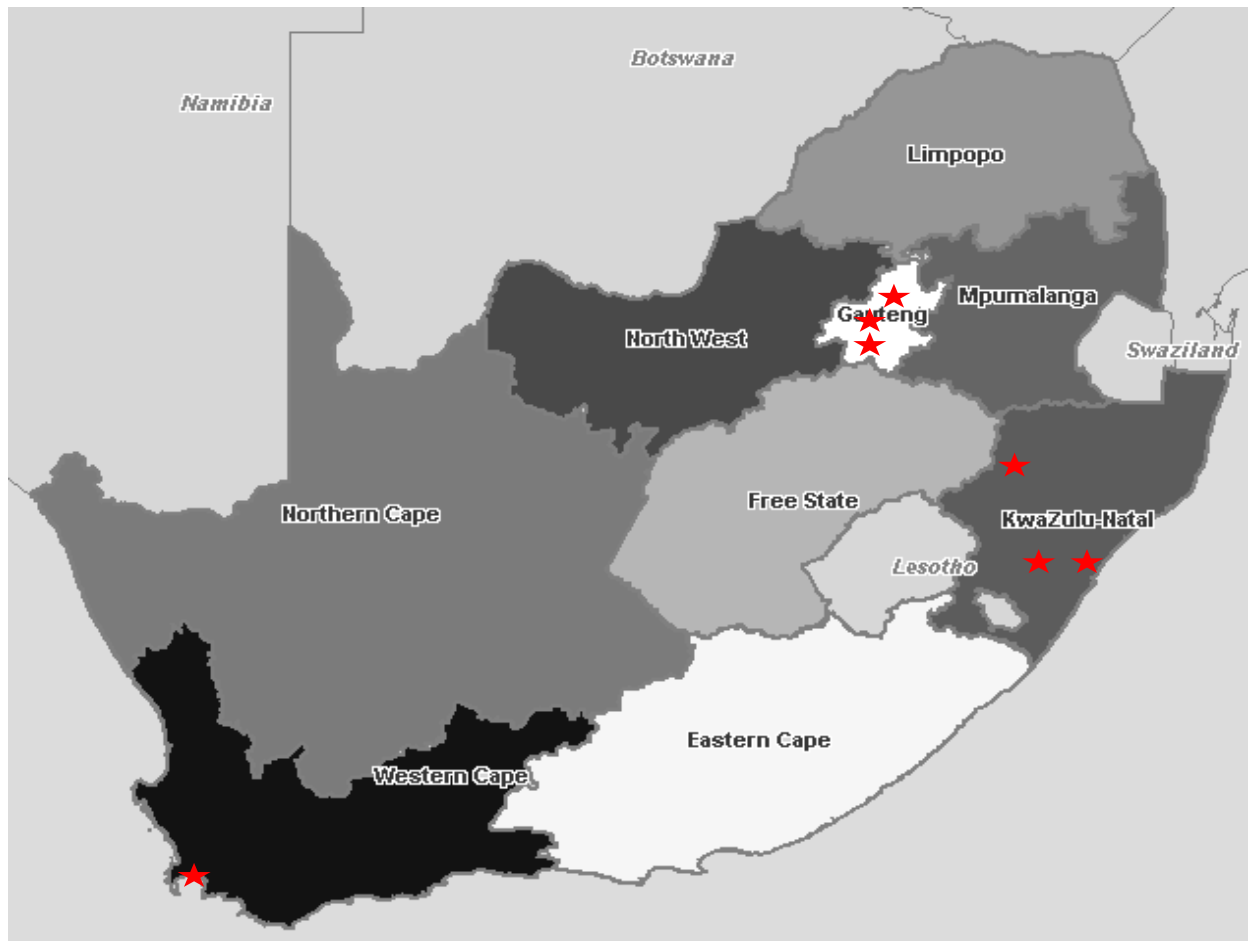 Botswana
Namibia
Limpopo
Mpumalanga
Gauteng
North West
Swaziland
Free State
Northern Cape
KwaZulu-Natal
Lesotho
Eastern Cape
Western Cape